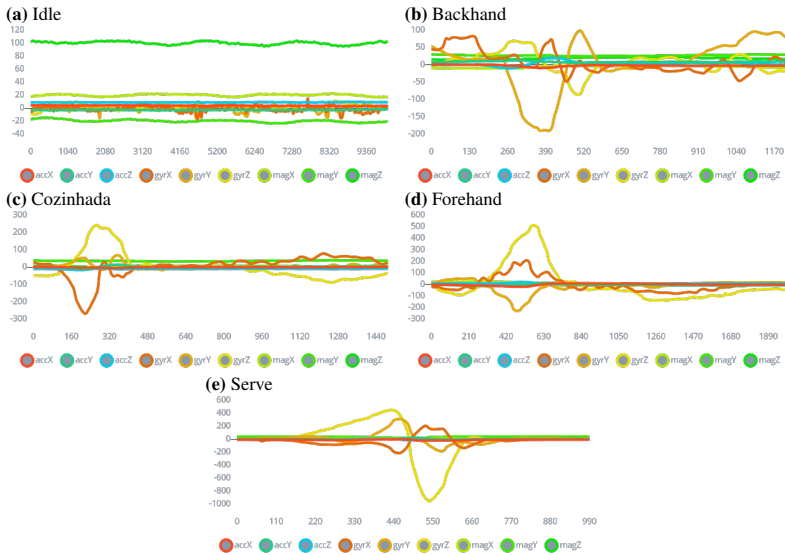 (a) Idle
120
100
80
60
40
20
0
-20
-40
0 1040 2080 3120 4160 5200 6240 7280 8320 9360
accX accY accZ gyrX gyrY gyrZ magX magY magZ
(b) Backhand
100
50
0
-50
-100
-150
-200
0 130 260 390 520 650 780 910 1040 1170
accX accY accZ gyrX gyrY gyrZ magX magY magZ
(c) Cozinhada
300
200
100
0
-100
-200
-300
0 160 320 480 640 800 960 1120 1280 1440
accX accY accZ gyrX gyrY gyrZ magX magY magZ
(d) Forehand
600
500
400
300
200
100
0
-100
-200
-300
0 210 420 630 840 1050 1260 1470 1680 1890
accX accY accZ gyrX gyrY gyrZ magX magY magZ
(e) Serve
600
400
200
0
-200
-400
-600
-800
-1000
0 110 220 330 440 550 660 770 880 990
accX accY accZ gyrX gyrY gyrZ magX magY magZ